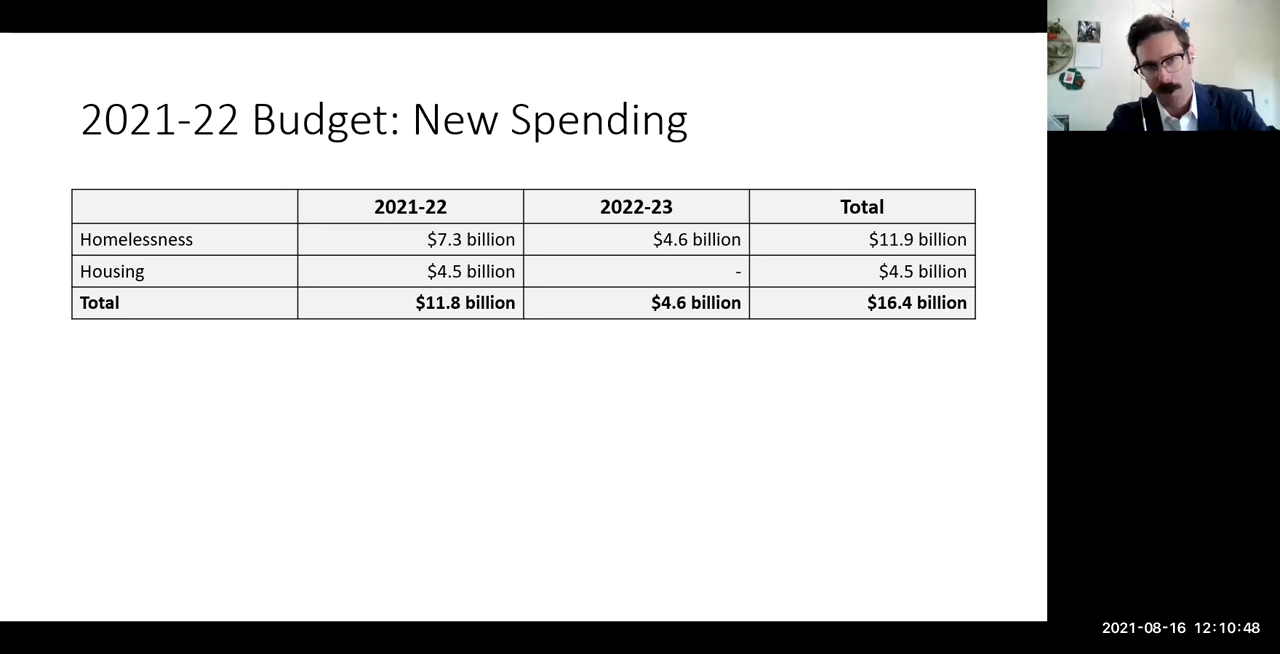 2021-22 Budget: New Spending
2021-22 2022-23 Total
Homelessness $7.3 billion $4.6 billion $11.9 billion
Housing $4.5 billion - $4.5 billion
Total $11.8 billion $4.6 billion $16.4 billion
2021-08-16 12:10:48